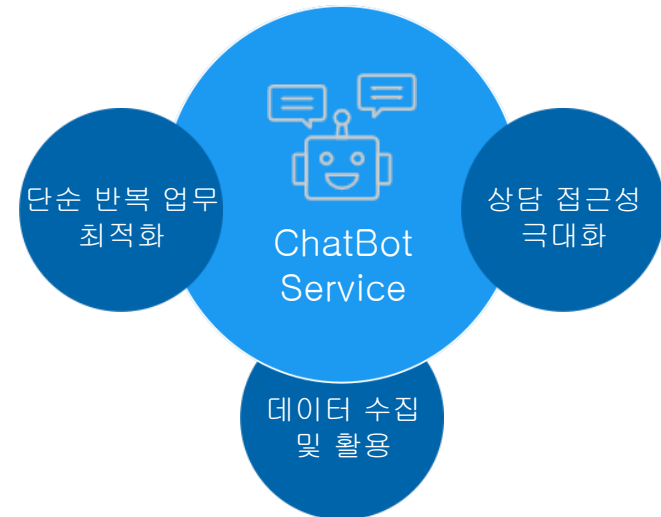 단순 반복 업무
최적화
ChatBot
Service
상담 접근성
극대화
데이터 수집
및 활용